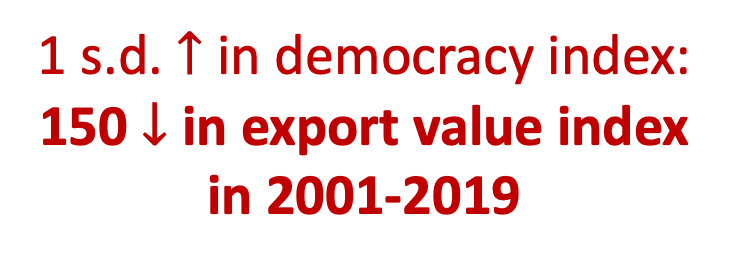 1 s.d. ↑ in democracy index:
150 ↓ in export value index
in 2001-2019